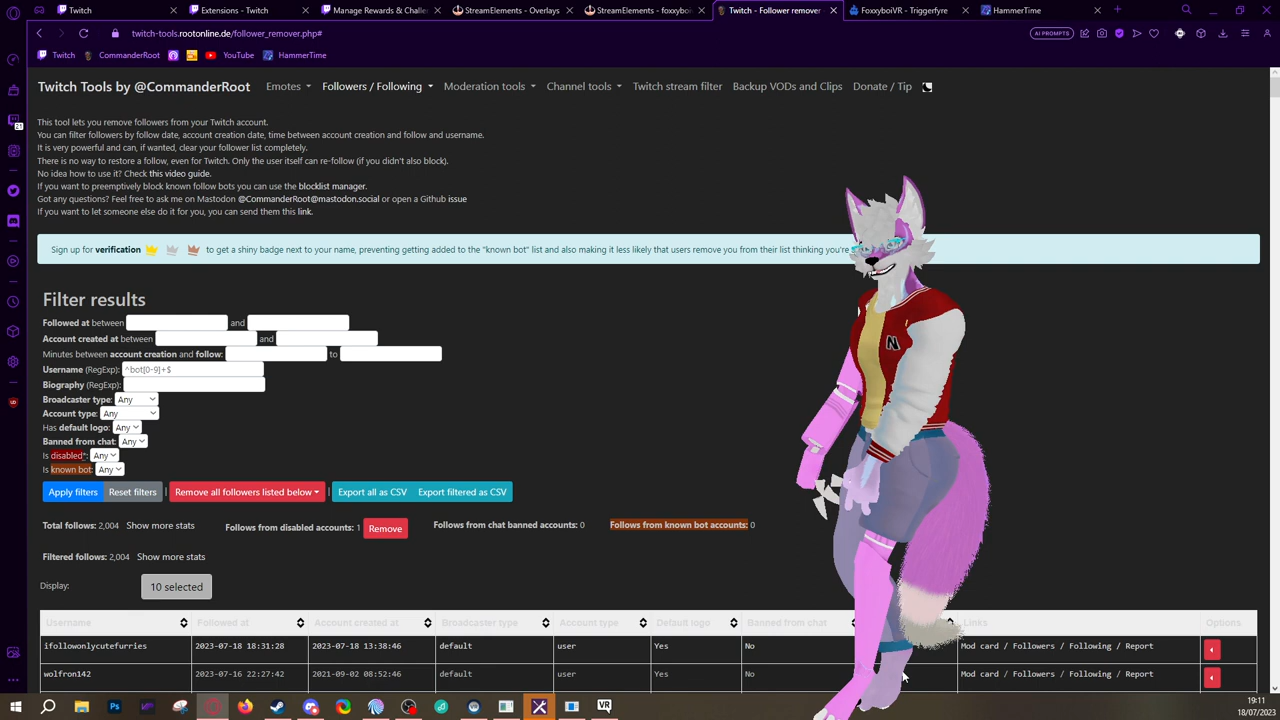 Twitch
Extensions - Twitch
Manage Rewards & Challe
StreamElements - Overlays
StreamElements - foxxyboi
Twitch - Follower remover
FoxxyboiVR - Triggerfyre
HammerTime
twitch-tools.rootonline.de/follower_remover.php#
AI PROMPTS
Twitch
CommanderRoot
YouTube
HammerTime
Twitch Tools by @CommanderRoot
Emotes
Followers / Following
Moderation tools
Channel tools
Twitch stream filter
Backup VODs and Clips
Donate / Tip
This tool lets you remove followers from your Twitch account.
You can filter followers by follow date, account creation date, time between account creation and follow and username.
It is very powerful and can, if wanted, clear your follower list completely.
There is no way to restore a follow, even for Twitch. Only the user itself can re-follow (if you didn't also block).
No idea how to use it? Check this video guide.
If you want to preemptively block known follow bots you can use the blocklist manager.
Got any questions? Feel free to ask me on Mastodon @CommanderRoot@mastodon.social or open a Github issue
If you want to let someone else do it for you, you can send them this link.
Sign up for verification to get a shiny badge next to your name, preventing getting added to the "known bot" list and also making it less likely that users remove you from their list thinking you're
Filter results
Followed at between and
Account created at between and
Minutes between account creation and follow: to
Username (RegExp): ^bot[0-9]+$
Biography (RegExp):
Broadcaster type: Any
Account type: Any
Has default logo: Any
Banned from chat: Any
Is disabled*: Any
Is known bot: Any
Apply filters Reset filters | Remove all followers listed below | Export all as CSV Export filtered as CSV
Total follows: 2,004 Show more stats Follows from disabled accounts: 1 Remove Follows from chat banned accounts: 0 Follows from known bot accounts: 0
Filtered follows: 2,004 Show more stats
Display: 10 selected
Username Followed at Account created at Broadcaster type Account type Default logo Banned from chat Links Options
ifollowonlycutefurries 2023-07-18 18:31:28 2023-07-18 13:38:46 default user Yes No Mod card / Followers / Following / Report
wolfron142 2023-07-16 22:27:42 2021-09-02 08:52:46 default user Yes No Mod card / Followers / Following / Report
N
21
UD
Ps
VR
19:11
18/07/2023